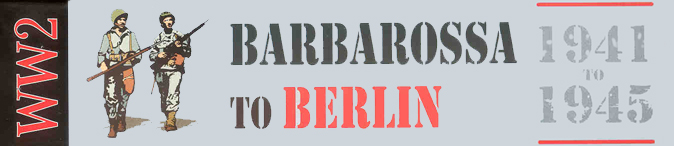 WW2
BARBAROSSA
TO BERLIN
1941
TO
1945